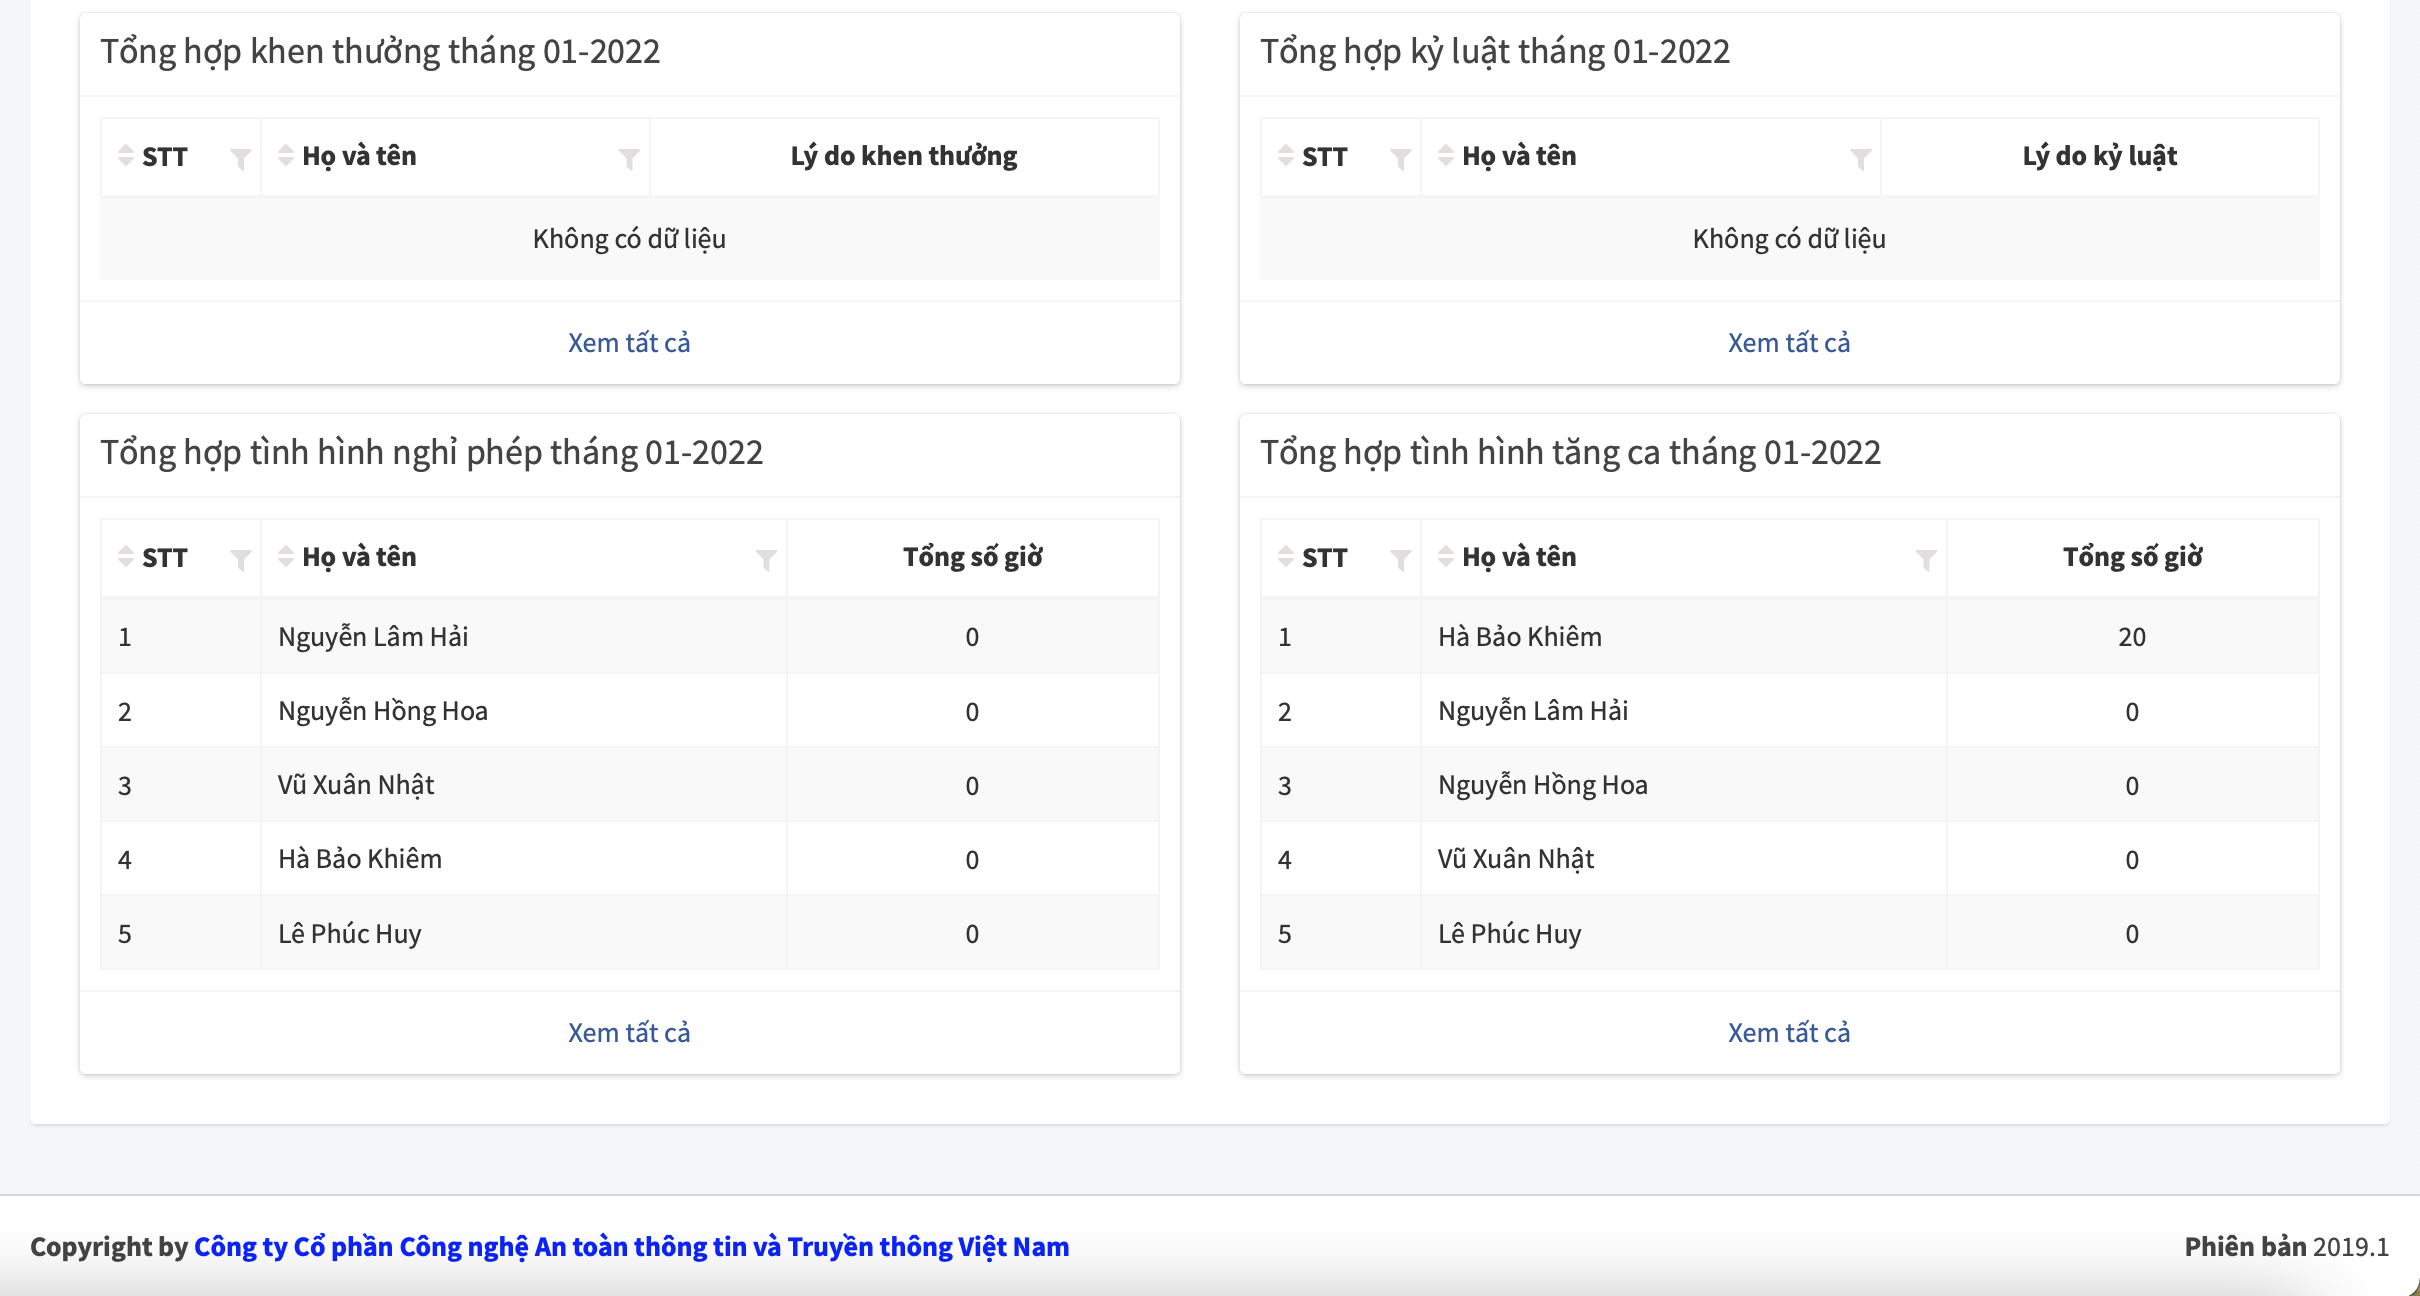 Tổng hợp khen thưởng tháng 01-2022
STT Họ và tên Lý do khen thưởng
Không có dữ liệu
Xem tất cả
Tổng hợp kỷ luật tháng 01-2022
STT Họ và tên Lý do kỷ luật
Không có dữ liệu
Xem tất cả
Tổng hợp tình hình nghỉ phép tháng 01-2022
STT Họ và tên Tổng số giờ
1 Nguyễn Lâm Hải 0
2 Nguyễn Hồng Hoa 0
3 Vũ Xuân Nhật 0
4 Hà Bảo Khiêm 0
5 Lê Phúc Huy 0
Xem tất cả
Tổng hợp tình hình tăng ca tháng 01-2022
STT Họ và tên Tổng số giờ
1 Hà Bảo Khiêm 20
2 Nguyễn Lâm Hải 0
3 Nguyễn Hồng Hoa 0
4 Vũ Xuân Nhật 0
5 Lê Phúc Huy 0
Xem tất cả
Copyright by Công ty Cổ phần Công nghệ An toàn thông tin và Truyền thông Việt Nam
Phiên bản 2019.1